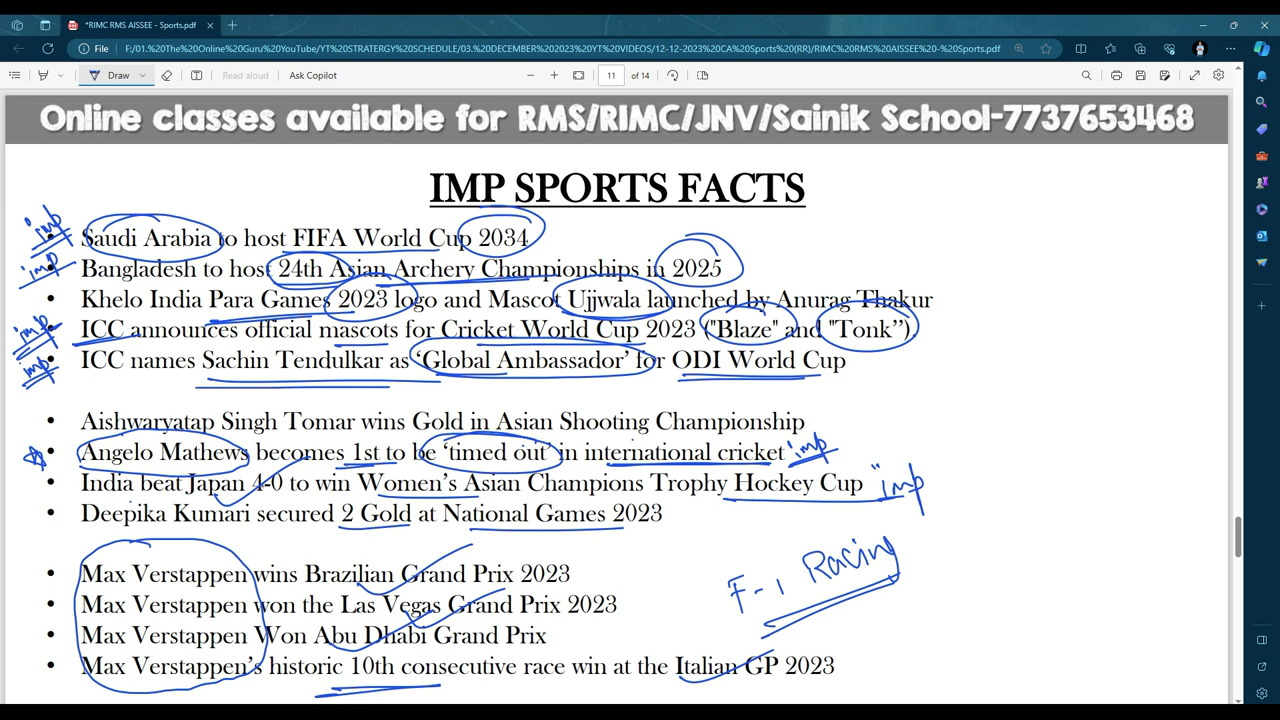 *RIMC RMS AISSEE - Sports.pdf
File F:/01.%20The%20Online%20Guru%20YouTube/YT%20STRATERGY%20SCHEDULE/03.%20DECEMBER%202023%20YT%20VIDEOS/12-12-2023%20CA%20Sports%20(RR)/RIMC%20RMS%20AISSEE%20-%20Sports.pdf
Draw Read aloud Ask Copilot 11 of 14
Online classes available for RMS/RIMC/JNV/Sainik School-7737653468
IMP SPORTS FACTS
imp • Saudi Arabia to host FIFA World Cup 2034
imp • Bangladesh to host 24th Asian Archery Championships in 2025
• Khelo India Para Games 2023 logo and Mascot Ujjwala launched by Anurag Thakur
imp • ICC announces official mascots for Cricket World Cup 2023 ("Blaze" and "Tonk”)
imp • ICC names Sachin Tendulkar as ‘Global Ambassador’ for ODI World Cup
• Aishwaryatap Singh Tomar wins Gold in Asian Shooting Championship
• Angelo Mathews becomes 1st to be ‘timed out’ in international cricket imp
• India beat Japan 4-0 to win Women’s Asian Champions Trophy Hockey Cup imp
• Deepika Kumari secured 2 Gold at National Games 2023
• Max Verstappen wins Brazilian Grand Prix 2023
F-1 Racing
• Max Verstappen won the Las Vegas Grand Prix 2023
• Max Verstappen Won Abu Dhabi Grand Prix
• Max Verstappen’s historic 10th consecutive race win at the Italian GP 2023